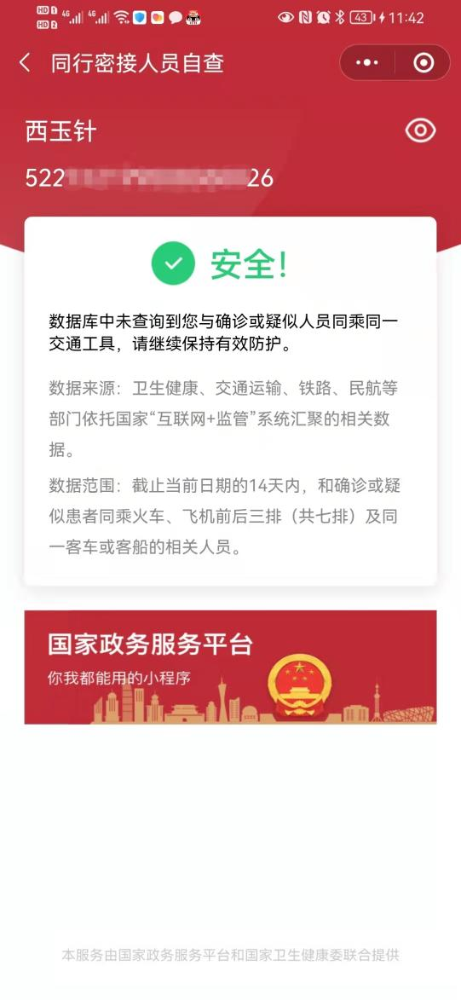 HD 1
HD 2
4G
4G
43
11:42
同行密接人员自查
西玉针
522
26
安全!
数据库中未查询到您与确诊或疑似人员同乘同一
交通工具，请继续保持有效防护。
数据来源：卫生健康、交通运输、铁路、民航等
部门依托国家“互联网+监管”系统汇聚的相关数
据。
数据范围：截止当前日期的14天内，和确诊或疑
似患者同乘火车、飞机前后三排（共七排）及同
一客车或客船的相关人员。
国家政务服务平台
你我都能用的小程序
本服务由国家政务服务平台和国家卫生健康委联合提供